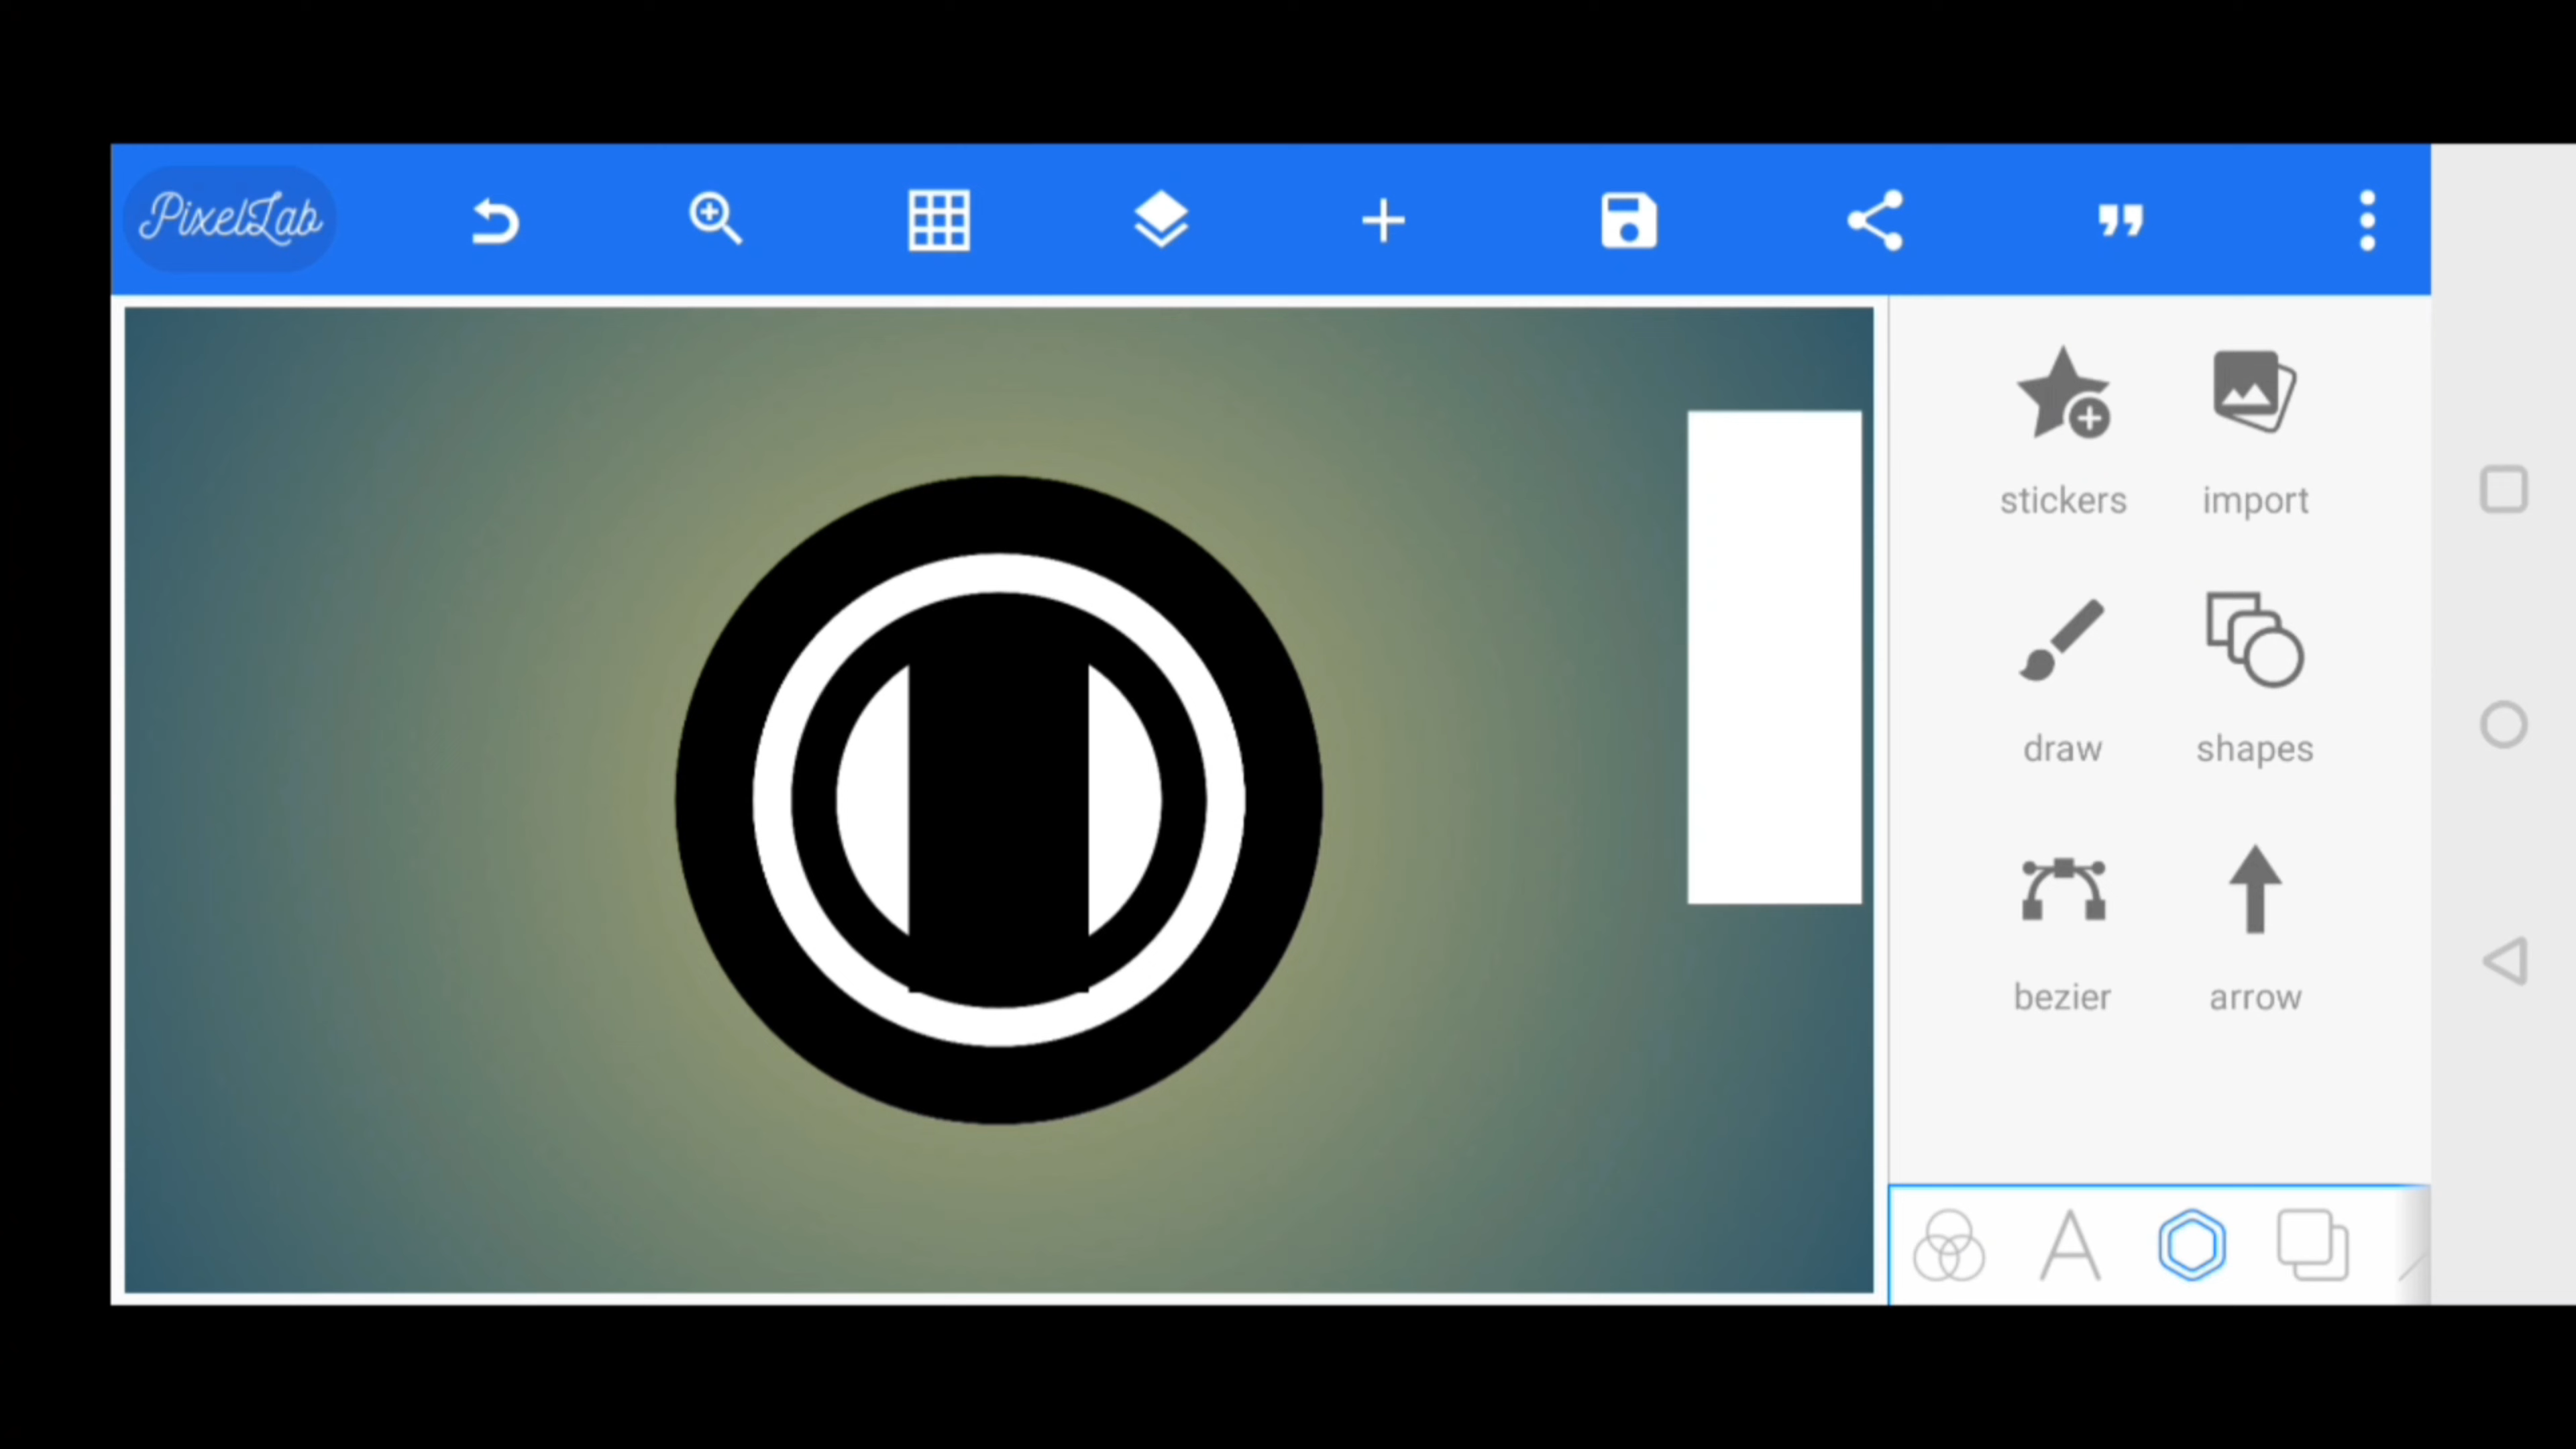 PixelLab
stickers
import
draw
shapes
bezier
arrow